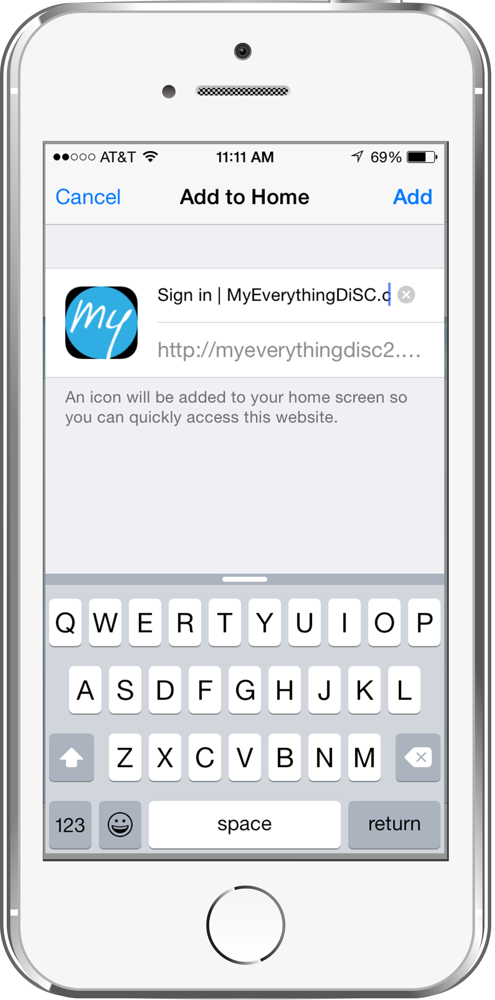 AT&T 11:11 AM 69%
Cancel Add to Home Add
my
Sign in | MyEverythingDiSC.c
http://myeverythingdisc2....
An icon will be added to your home screen so
you can quickly access this website.
Q W E R T Y U I O P
A S D F G H J K L
Z X C V B N M
123 space return